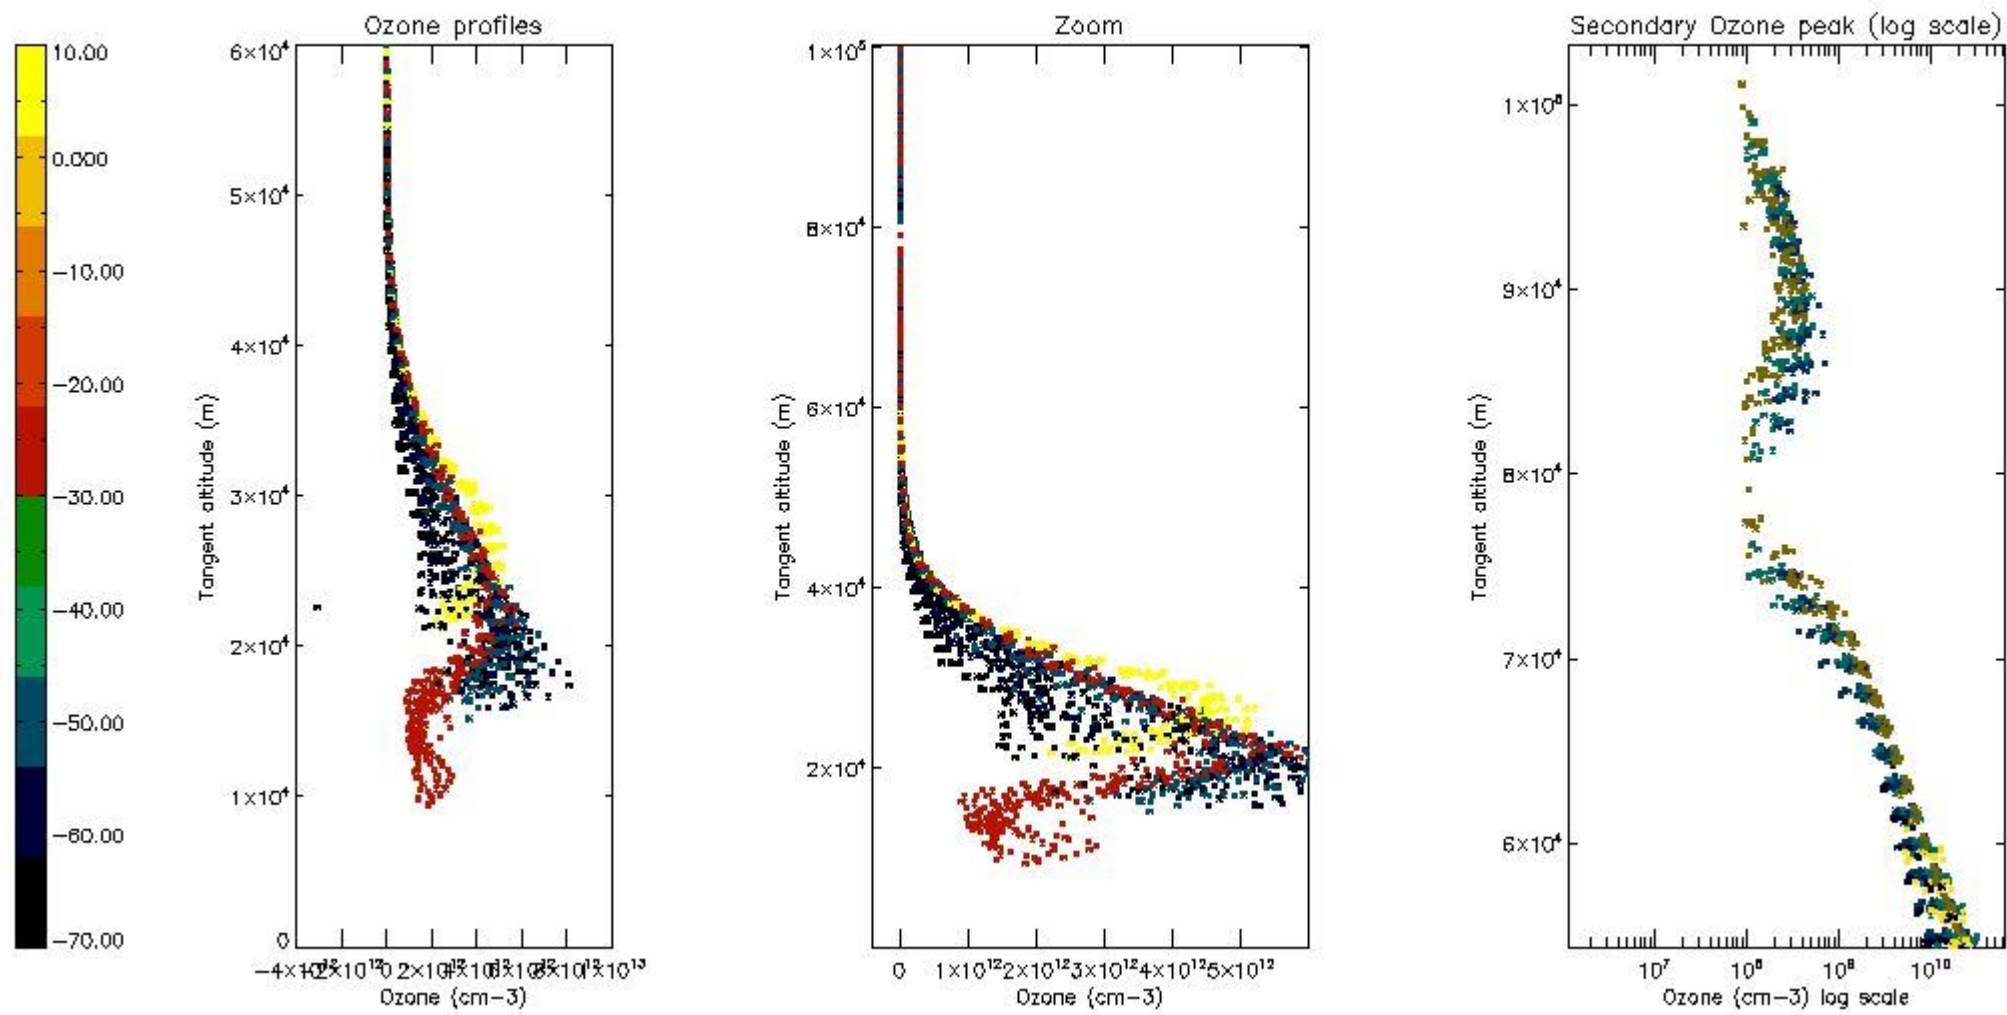 Ozone profiles
Zoom
Secondary Ozone peak (log scale)
10.00
0.000
−10.00
−20.00
−30.00
−40.00
−50.00
−60.00
−70.00
6×10⁴
5×10⁴
4×10⁴
3×10⁴
2×10⁴
1×10⁴
0
Tangent altitude (m)
Ozone (cm−3)
1×10⁵
8×10⁴
6×10⁴
4×10⁴
2×10⁴
Tangent altitude (m)
0 1×10¹² 2×10¹² 3×10¹² 4×10¹² 5×10¹²
Ozone (cm−3)
9×10⁴
8×10⁴
7×10⁴
6×10⁴
Tangent altitude (m)
10⁷ 10⁹ 10¹⁰
Ozone (cm−3) log scale